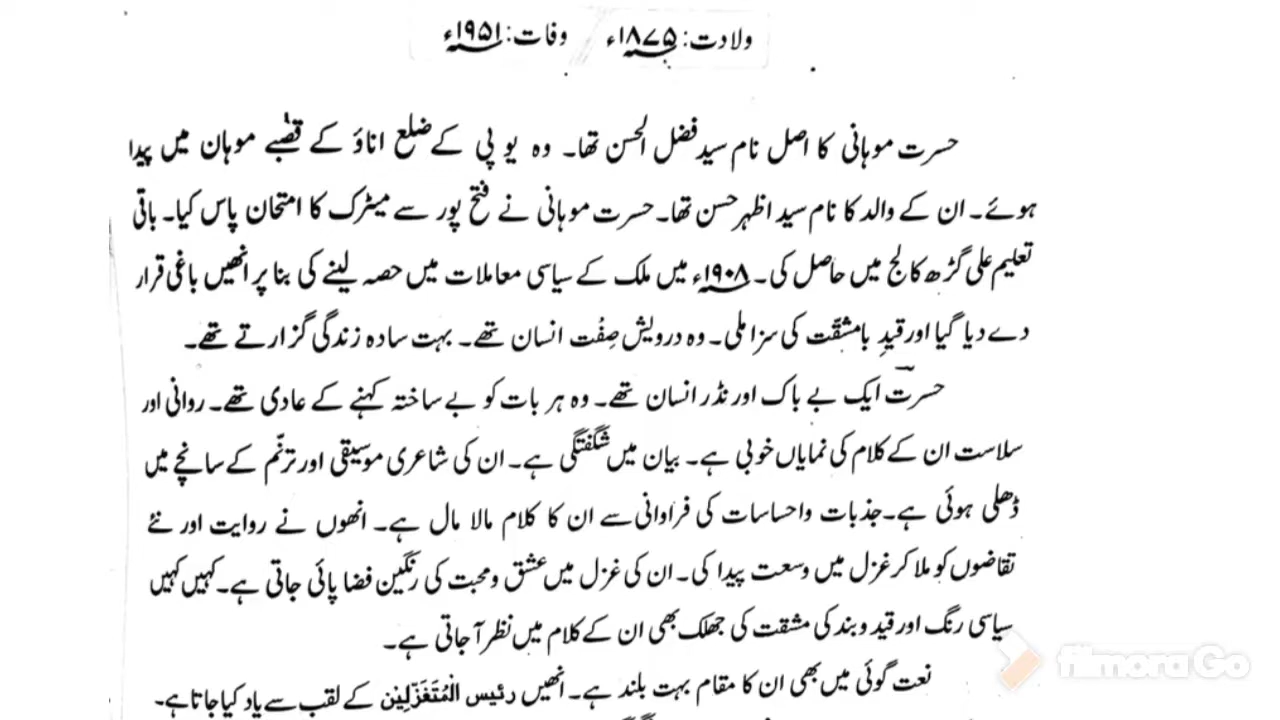 ولادت: ۱۸۷۵ء وفات: ۱۹۵۱ء
حسرت موہانی کا اصل نام سید فضل الحسن تھا۔ وہ یو پی کے ضلع اناؤ کے قصبے موہان میں پیدا
ہوئے۔ ان کے والد کا نام سید اظہر حسن تھا۔ حسرت موہانی نے فتح پور سے میٹرک کا امتحان پاس کیا۔ باقی
تعلیم علی گڑھ کالج میں حاصل کی۔ ۱۹۰۸ء میں ملک کے سیاسی معاملات میں حصہ لینے کی بنا پر انھیں باغی قرار
دے دیا گیا اور قیدِ بامشقّت کی سزا ملی۔ وہ درویش صِفَت انسان تھے۔ بہت سادہ زندگی گزارتے تھے۔
حسرتؔ ایک بے باک اور نڈر انسان تھے۔ وہ ہر بات کو بے ساختہ کہنے کے عادی تھے۔ روانی اور
سلاست ان کے کلام کی نمایاں خوبی ہے۔ بیان میں شگفتگی ہے۔ ان کی شاعری موسیقی اور ترنّم کے سانچے میں
ڈھلی ہوئی ہے۔ جذبات واحساسات کی فراوانی سے ان کا کلام مالا مال ہے۔ انھوں نے روایت اور نئے
تقاضوں کو ملا کر غزل میں وسعت پیدا کی۔ ان کی غزل میں عشق و محبت کی رنگین فضا پائی جاتی ہے۔ کہیں کہیں
سیاسی رنگ اور قید و بند کی مشقت کی جھلک بھی ان کے کلام میں نظر آجاتی ہے۔
نعت گوئی میں بھی ان کا مقام بہت بلند ہے۔ انھیں رئیس الْمُتَغَزِّلِیْن کے لقب سے یاد کیا جاتا ہے۔
filmoraGo